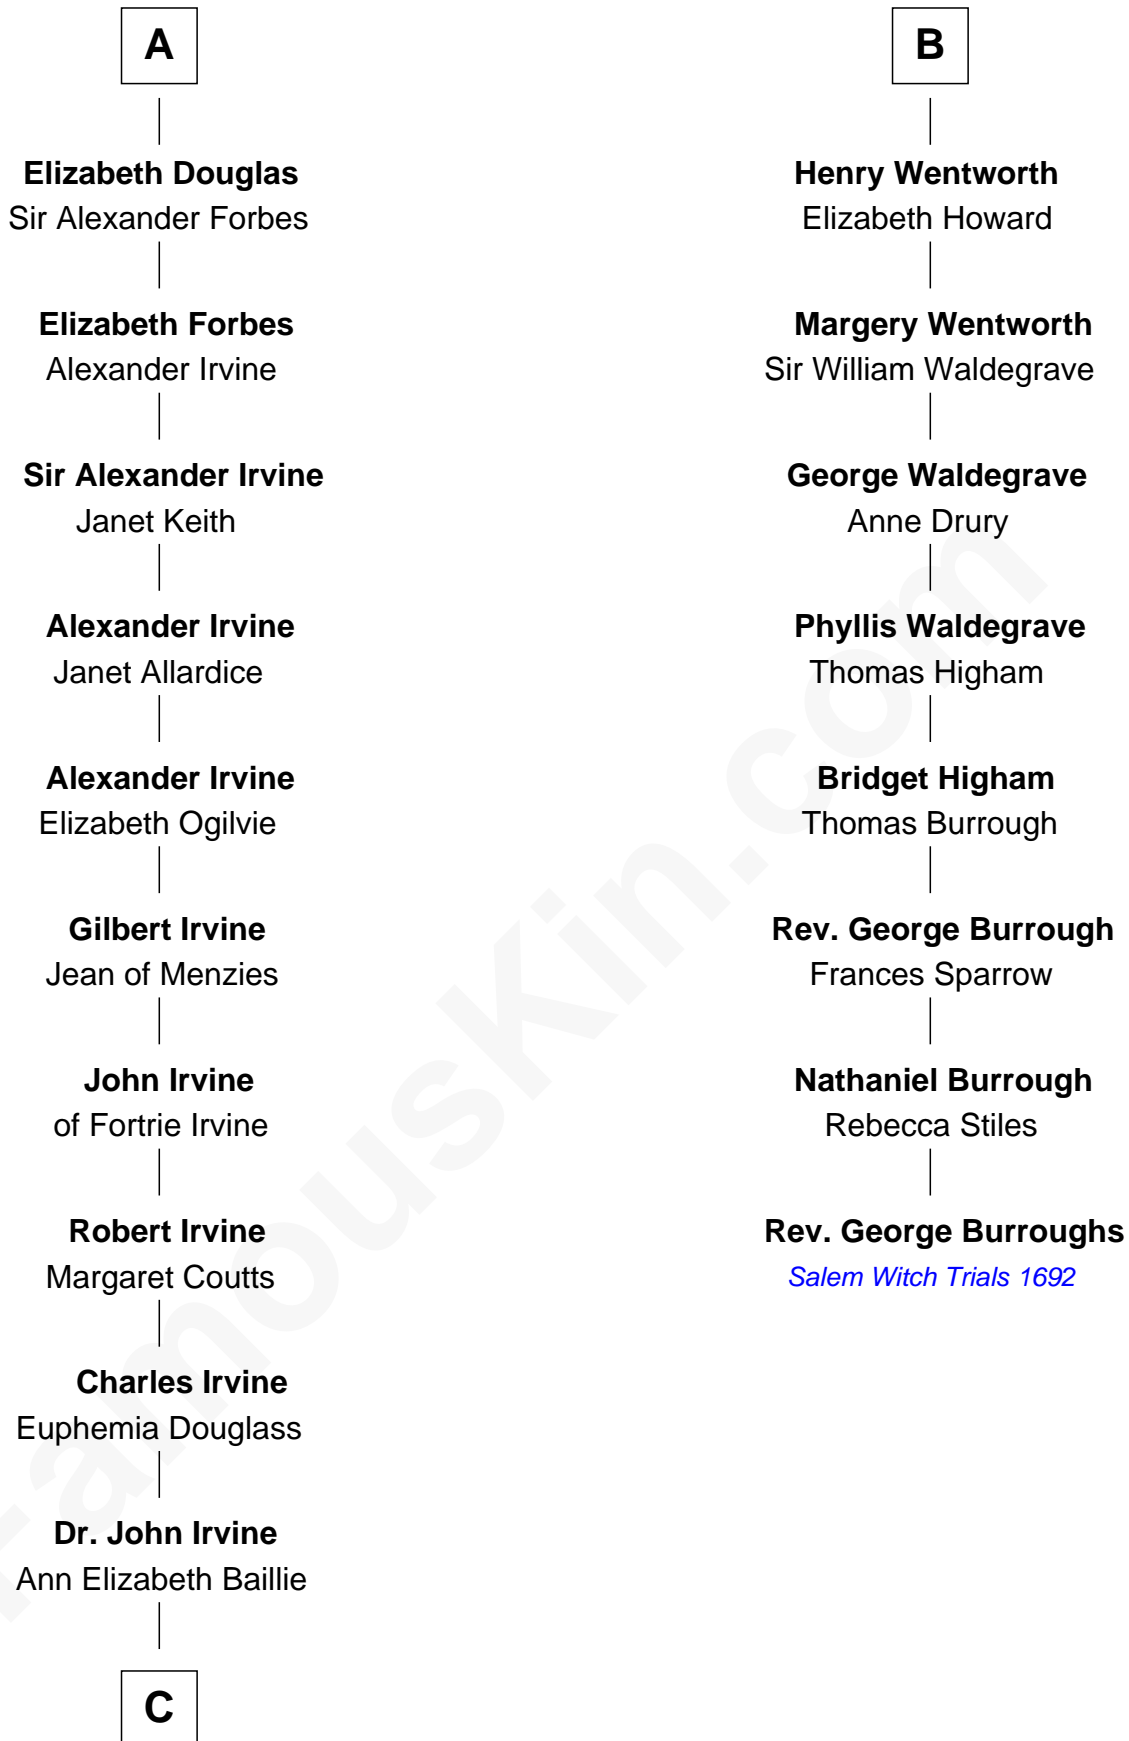 A
Elizabeth Douglas
Sir Alexander Forbes
Elizabeth Forbes
Alexander Irvine
Sir Alexander Irvine
Janet Keith
Alexander Irvine
Janet Allardice
Alexander Irvine
Elizabeth Ogilvie
Gilbert Irvine
Jean of Menzies
John Irvine
of Fortrie Irvine
Robert Irvine
Margaret Coutts
Charles Irvine
Euphemia Douglass
Dr. John Irvine
Ann Elizabeth Baillie
C
B
Henry Wentworth
Elizabeth Howard
Margery Wentworth
Sir William Waldegrave
George Waldegrave
Anne Drury
Phyllis Waldegrave
Thomas Higham
Bridget Higham
Thomas Burrough
Rev. George Burrough
Frances Sparrow
Nathaniel Burrough
Rebecca Stiles
Rev. George Burroughs
Salem Witch Trials 1692
FamousKin.com